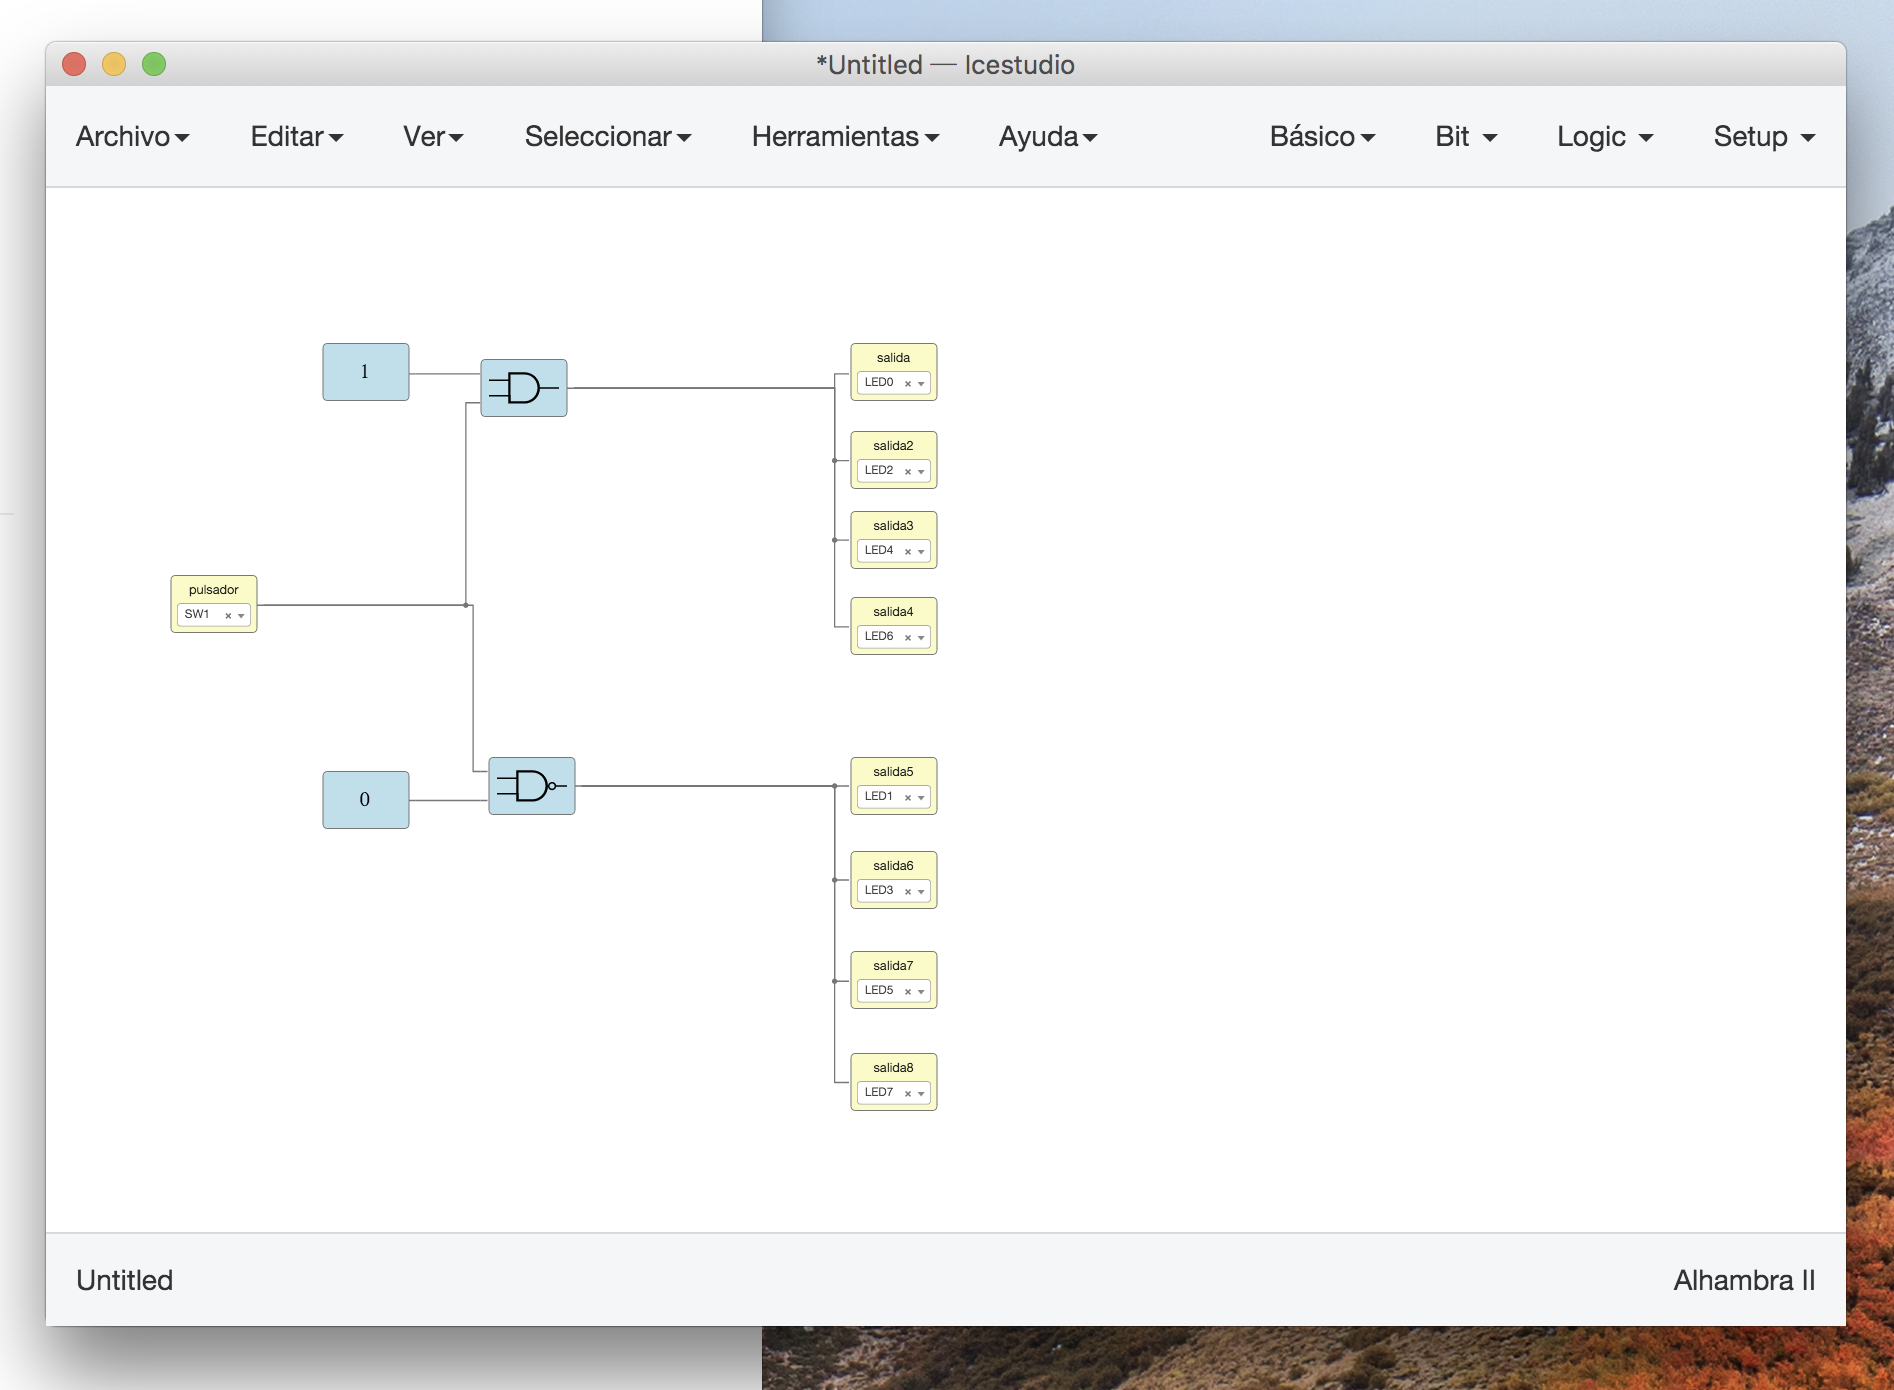 *Untitled — Icestudio
Archivo Editar Ver Seleccionar Herramientas Ayuda Básico Bit Logic Setup
1
salida
LED0
salida2
LED2
salida3
LED4
pulsador
SW1
salida4
LED6
0
salida5
LED1
salida6
LED3
salida7
LED5
salida8
LED7
Untitled Alhambra II